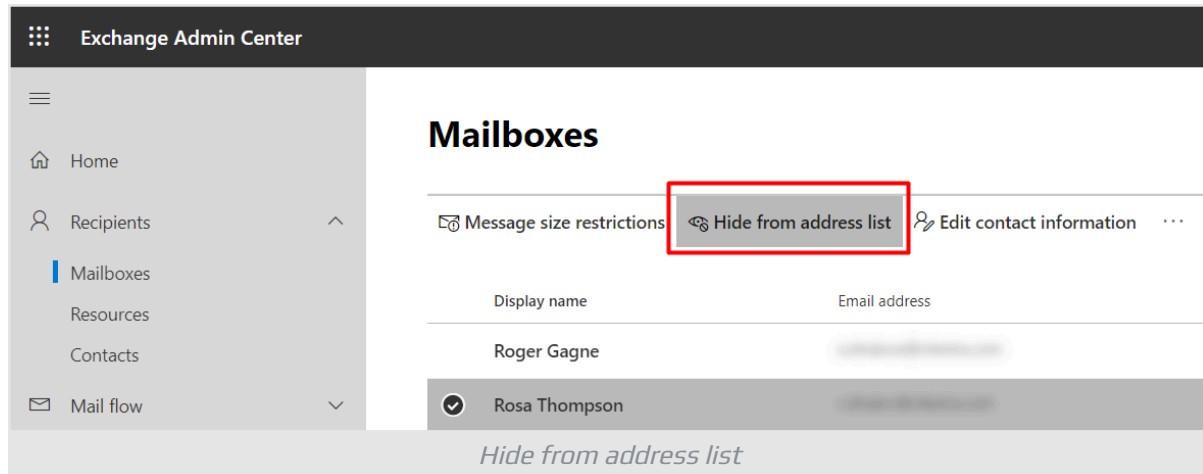 Exchange Admin Center
Home
Recipients
Mailboxes
Resources
Contacts
Mail flow
Mailboxes
Message size restrictions Hide from address list Edit contact information ...
Display name Email address
Roger Gagne
Rosa Thompson
Hide from address list